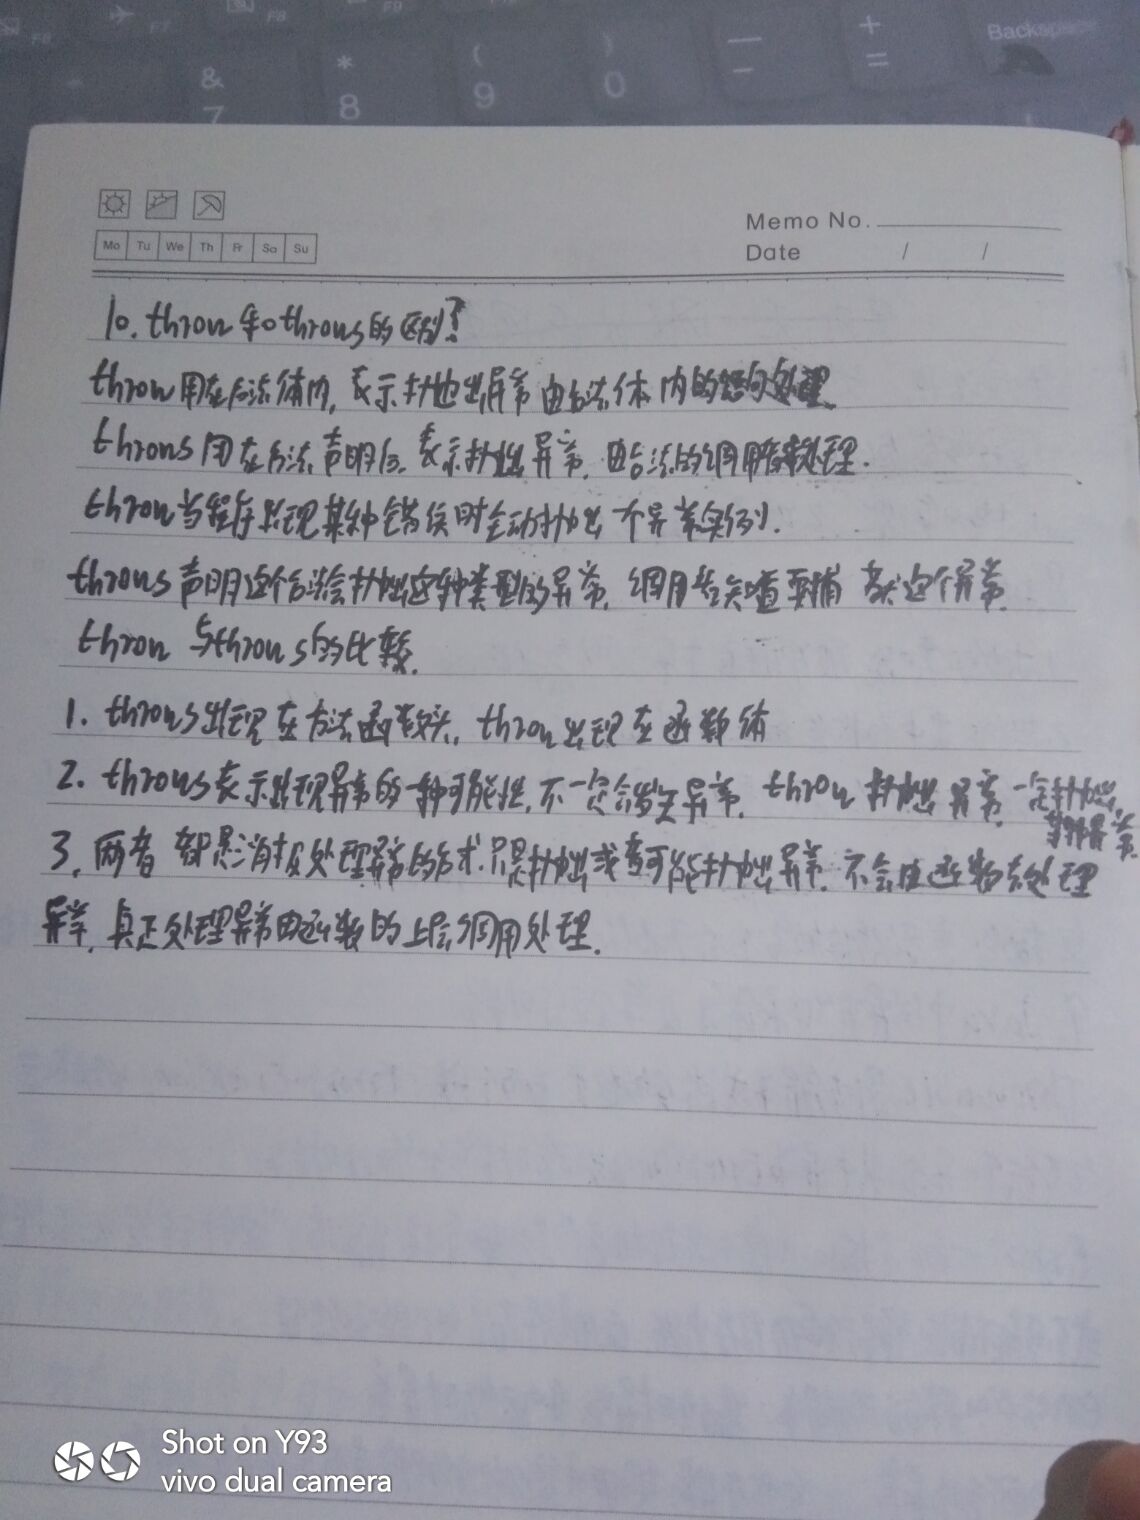 F6
F7
F8
F9
& 7
* 8
( 9
) 0
— -
+ =
Backspace
Memo No.
Mo Tu We Th Fr Sa Su
Date / /
10. throw和throws的区别?
throw用在方法体内, 表示抛出异常由方法体内的语句处理
throws用在方法声明后, 表示抛出异常, 由方法的调用者处理.
throw当程序出现某种错误时主动抛出 个异常实例.
throws声明这个方法会抛出这种类型的异常, 调用者知道要捕获这个异常.
throw 与throws的比较.
1. throws出现在方法函数头, throw出现在函数体
2. throws表示出现异常的一种可能性, 不一定会发生异常, throw 抛出异常, 一定抛出某种异常.
3, 两者都是消极处理异常的方式, 只是抛出或者可能抛出异常, 不会由函数去处理
异常, 真正处理异常由函数的上层调用处理.
Shot on Y93
vivo dual camera